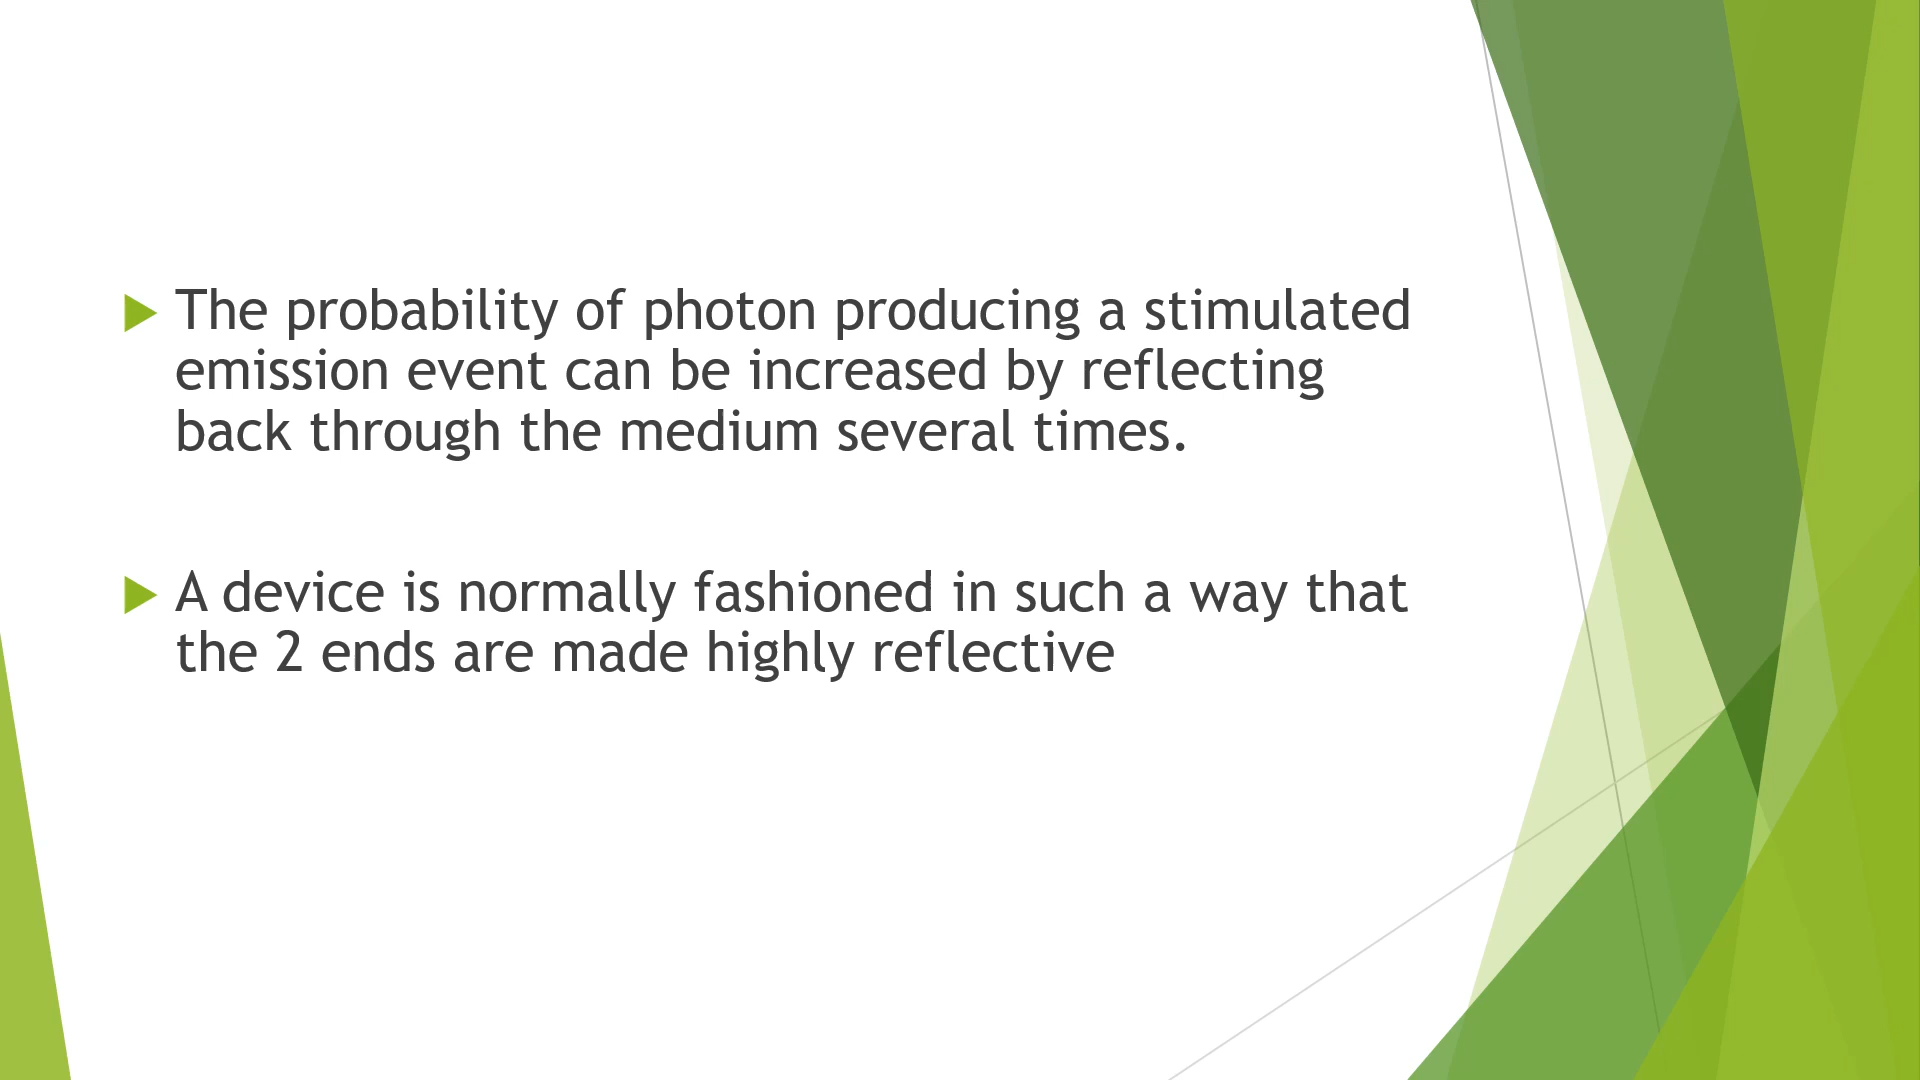 The probability of photon producing a stimulated
emission event can be increased by reflecting
back through the medium several times.
A device is normally fashioned in such a way that
the 2 ends are made highly reflective